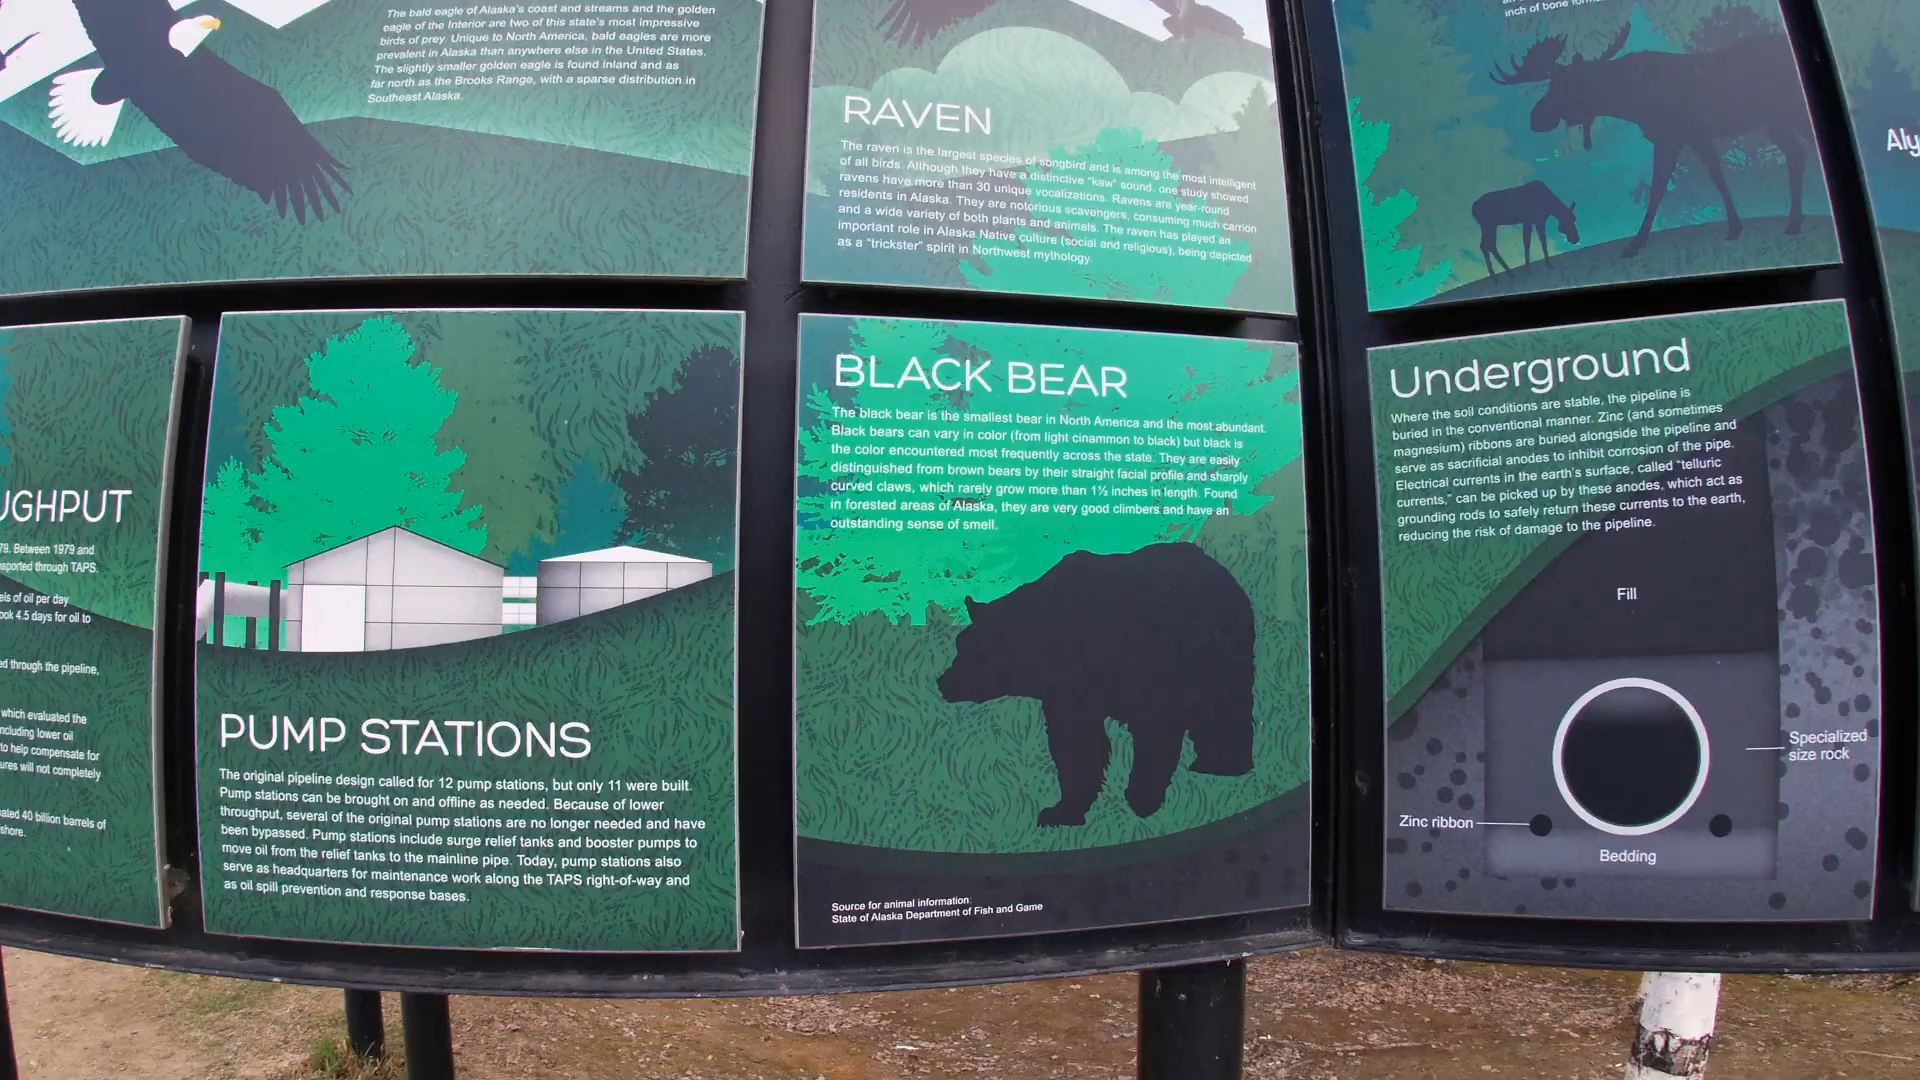 The bald eagle of Alaska's coast and streams and the golden
eagle of the Interior are two of this state's most impressive
birds of prey. Unique to North America, bald eagles are more
prevalent in Alaska than anywhere else in the United States.
The slightly smaller golden eagle is found inland and as
far north as the Brooks Range, with a sparse distribution in
Southeast Alaska.
RAVEN
The raven is the largest species of songbird and is among the most intelligent
of all birds. Although they have a distinctive "kaw" sound, one study showed
ravens have more than 30 unique vocalizations. Ravens are year-round
residents in Alaska. They are notorious scavengers, consuming much carrion
and a wide variety of both plants and animals. The raven has played an
important role in Alaska Native culture (social and religious), being depicted
as a "trickster" spirit in Northwest mythology.
inch of bone
Aly
UGHPUT
79. Between 1979 and
nsported through TAPS.
els of oil per day
ook 4.5 days for oil to
ed through the pipeline,
which evaluated the
ncluding lower oil
to help compensate for
ures will not completely
ated 40 billion barrels of
shore.
PUMP STATIONS
The original pipeline design called for 12 pump stations, but only 11 were built.
Pump stations can be brought on and offline as needed. Because of lower
throughput, several of the original pump stations are no longer needed and have
been bypassed. Pump stations include surge relief tanks and booster pumps to
move oil from the relief tanks to the mainline pipe. Today, pump stations also
serve as headquarters for maintenance work along the TAPS right-of-way and
as oil spill prevention and response bases.
BLACK BEAR
The black bear is the smallest bear in North America and the most abundant.
Black bears can vary in color (from light cinammon to black) but black is
the color encountered most frequently across the state. They are easily
distinguished from brown bears by their straight facial profile and sharply
curved claws, which rarely grow more than 1½ inches in length. Found
in forested areas of Alaska, they are very good climbers and have an
outstanding sense of smell.
Source for animal information:
State of Alaska Department of Fish and Game
Underground
Where the soil conditions are stable, the pipeline is
buried in the conventional manner. Zinc (and sometimes
magnesium) ribbons are buried alongside the pipeline and
serve as sacrificial anodes to inhibit corrosion of the pipe.
Electrical currents in the earth's surface, called "telluric
currents," can be picked up by these anodes, which act as
grounding rods to safely return these currents to the earth,
reducing the risk of damage to the pipeline.
Fill
Specialized
size rock
Zinc ribbon
Bedding